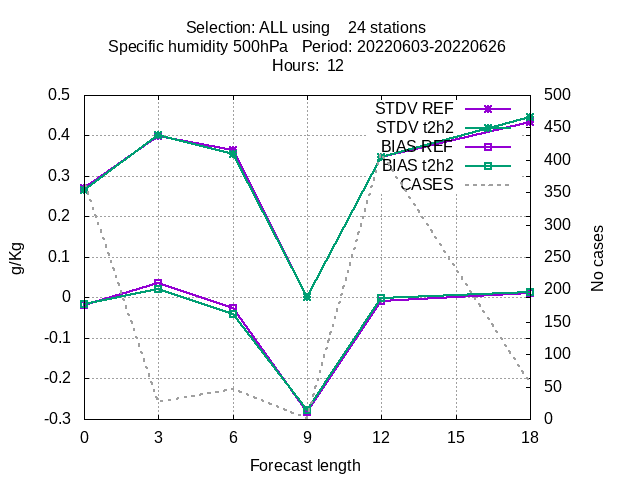 Selection: ALL using 24 stations
Specific humidity 500hPa Period: 20220603-20220626
Hours: 12
0.5
0.4
0.3
0.2
0.1
0
-0.1
-0.2
-0.3
g/Kg
STDV REF
STDV t2h2
BIAS REF
BIAS t2h2
CASES
500
450
400
350
300
250
200
150
100
50
0
No cases
0 3 6 9 12 15 18
Forecast length